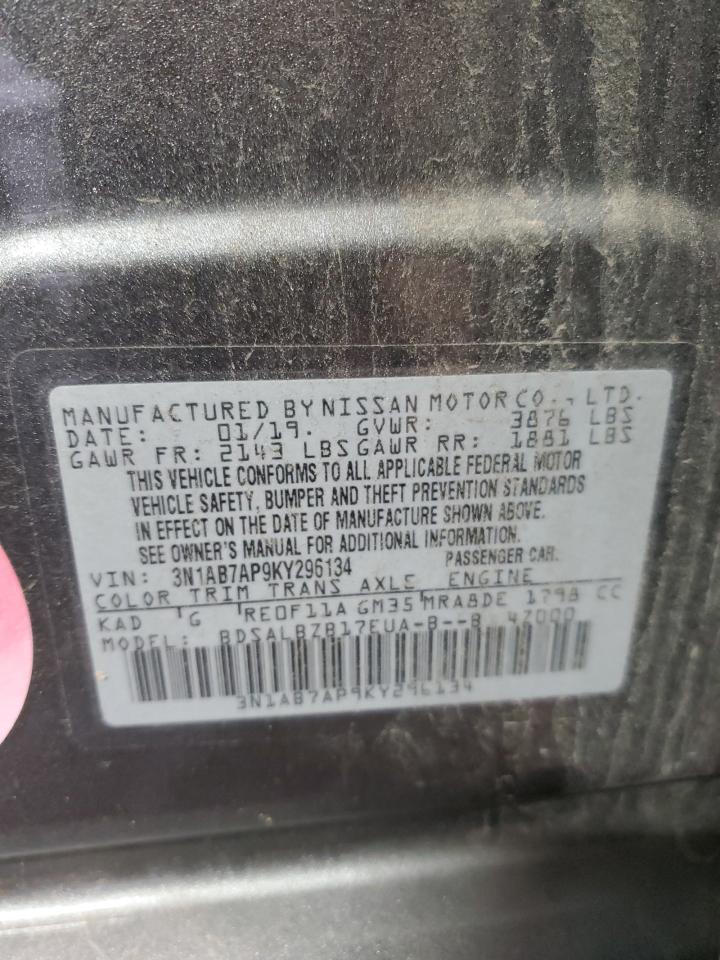 MANUFACTURED BY NISSAN MOTOR CO., LTD.
DATE: 01/19. GVWR: 3876 LBS
GAWR FR: 2143 LBS GAWR RR: 1881 LBS
THIS VEHICLE CONFORMS TO ALL APPLICABLE FEDERAL MOTOR
VEHICLE SAFETY, BUMPER AND THEFT PREVENTION STANDARDS
IN EFFECT ON THE DATE OF MANUFACTURE SHOWN ABOVE.
SEE OWNER'S MANUAL FOR ADDITIONAL INFORMATION.
VIN: 3N1AB7AP9KY296134 PASSENGER CAR.
COLOR TRIM TRANS AXLE ENGINE
KAD G RE0F11A GM35 MRA8DE 1798 CC
MODEL: BDSALBZB17EUA-B--B 4Z000
3N1AB7AP9KY296134